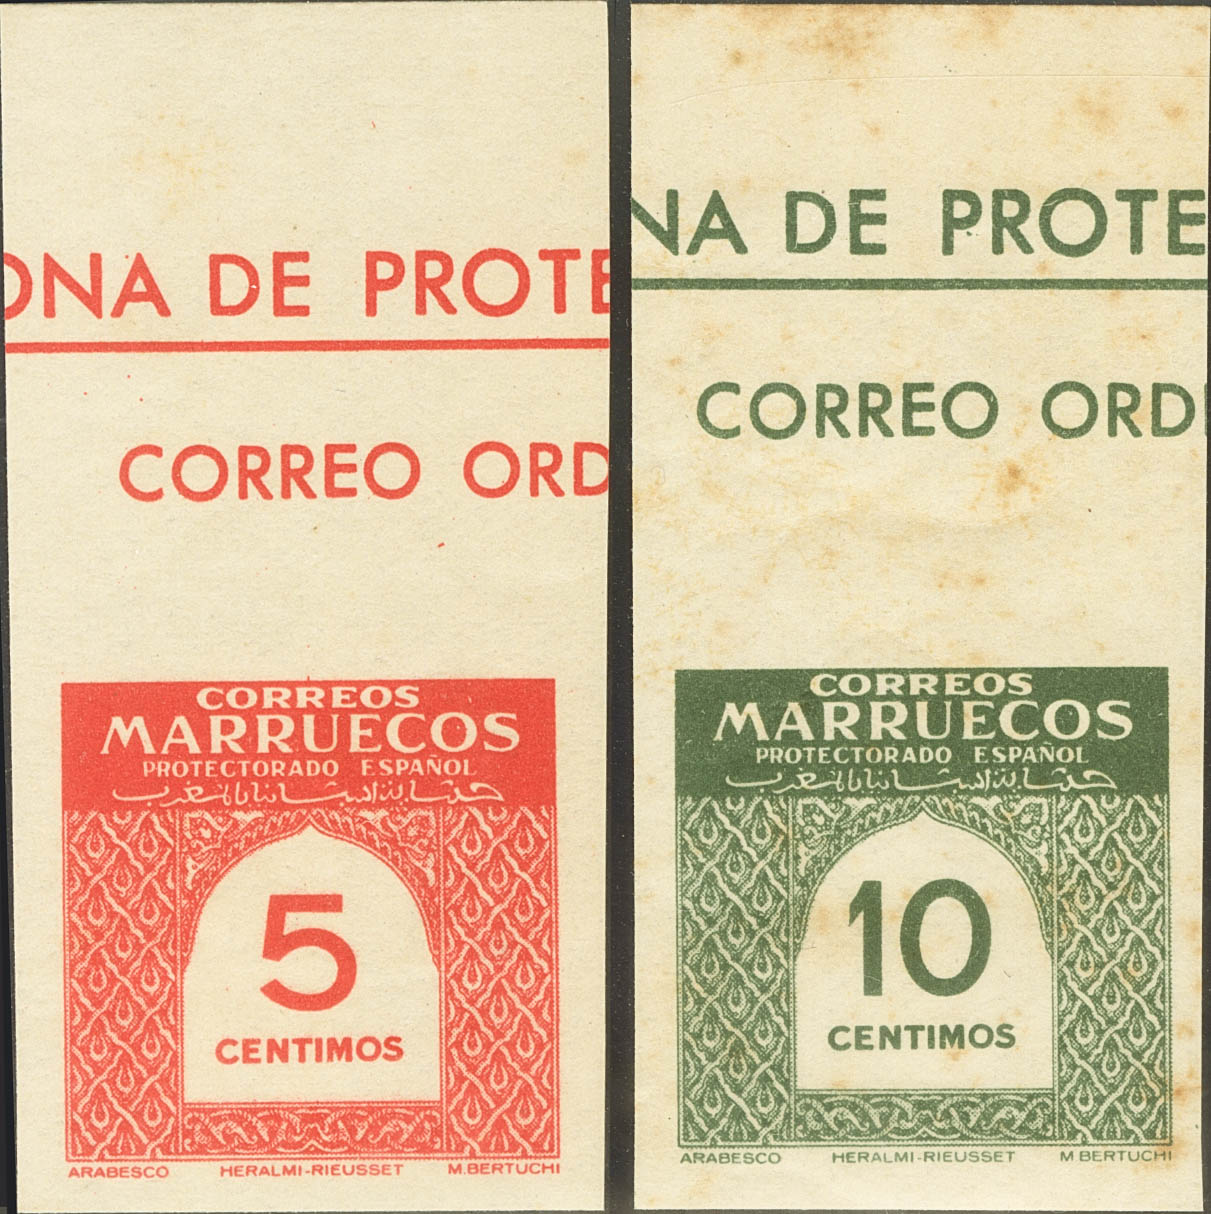 ONA DE PROTE
CORREO ORD
CORREOS
MARRUECOS
PROTECTORADO ESPAÑOL
5
CENTIMOS
ARABESCO HERALMI-RIEUSSET M.BERTUCHI
NA DE PROTE
CORREO ORD
CORREOS
MARRUECOS
PROTECTORADO ESPAÑOL
10
CENTIMOS
ARABESCO HERALMI-RIEUSSET M.BERTUCHI